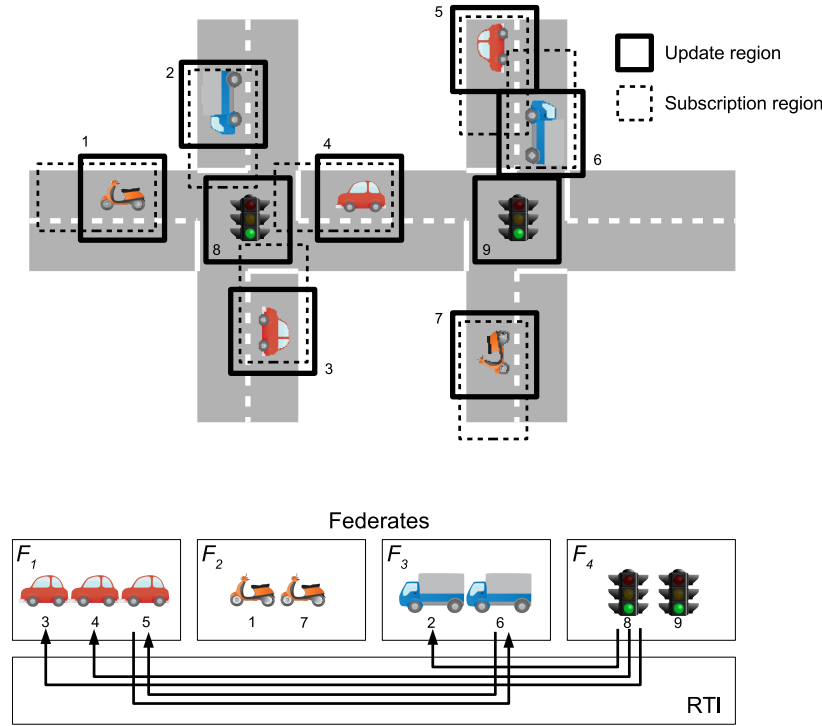 5
Update region
2
Subscription region
1
4
6
8
9
7
3
Federates
F1
F2
F3
F4
3 4 5
1 7
2 6
8 9
RTI